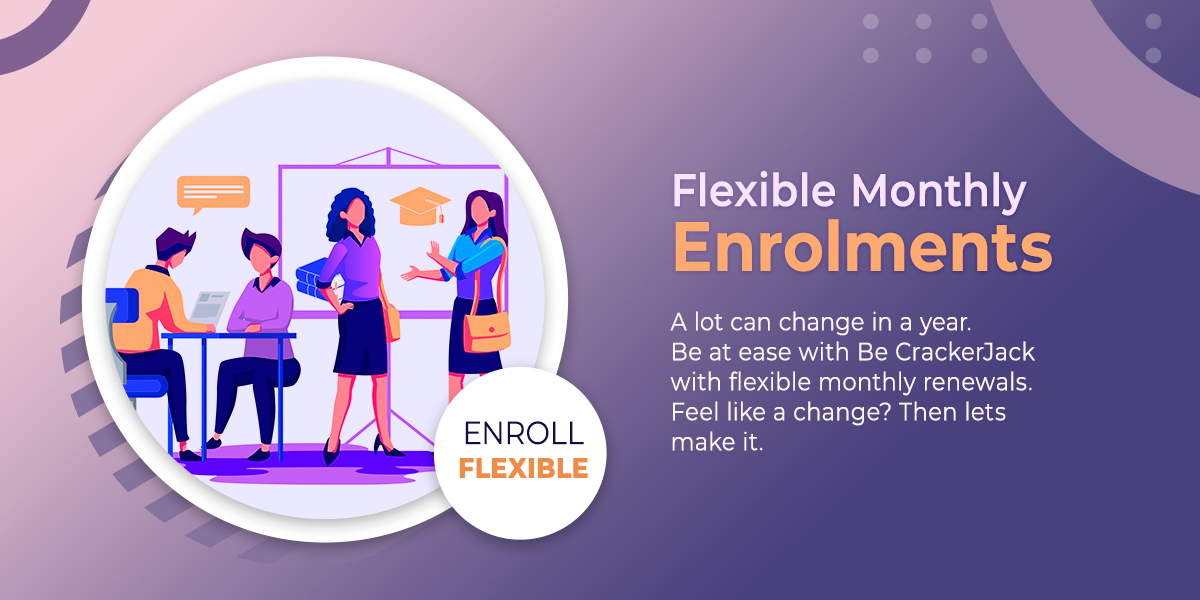 Flexible Monthly
Enrolments
A lot can change in a year.
Be at ease with Be CrackerJack
with flexible monthly renewals.
Feel like a change? Then lets
make it.
ENROLL
FLEXIBLE